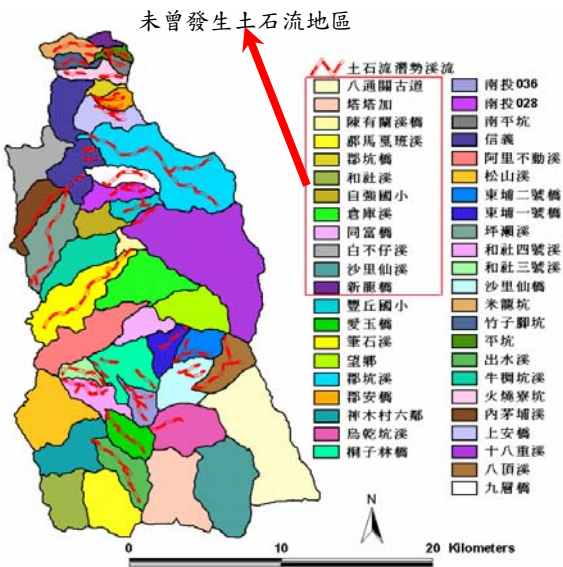 未曾發生土石流地區
土石流潛勢溪流
八通關古道
塔塔加
陳有蘭溪橋
郝馬戛班溪
郡坑橋
和社溪
自強國小
倉庫溪
同富橋
白不仔溪
沙里仙溪
新龍橋
豐丘國小
愛玉橋
筆石溪
望鄉
郡坑溪
郡安橋
神木村六鄰
烏乾坑溪
桐子林橋
南投036
南投028
南平坑
信義
阿里不動溪
松山溪
東埔二號橋
東埔一號橋
坪瀨溪
和社四號溪
和社三號溪
沙里仙橋
米龍坑
竹子腳坑
平坑
出水溪
牛稠坑溪
火燒寮坑
內茅埔溪
上安橋
十八重溪
八頂溪
九層橋
N
0 10 20 Kilometers